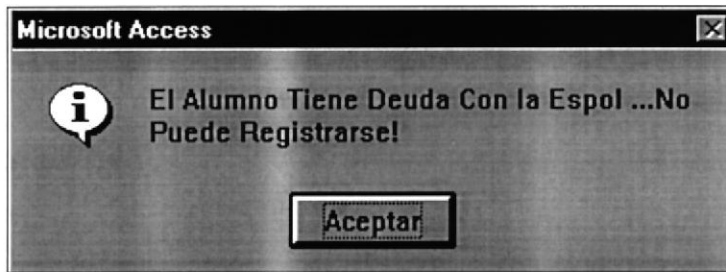 Microsoft Access
El Alumno Tiene Deuda Con la Espol ...No
Puede Registrarse!
Aceptar